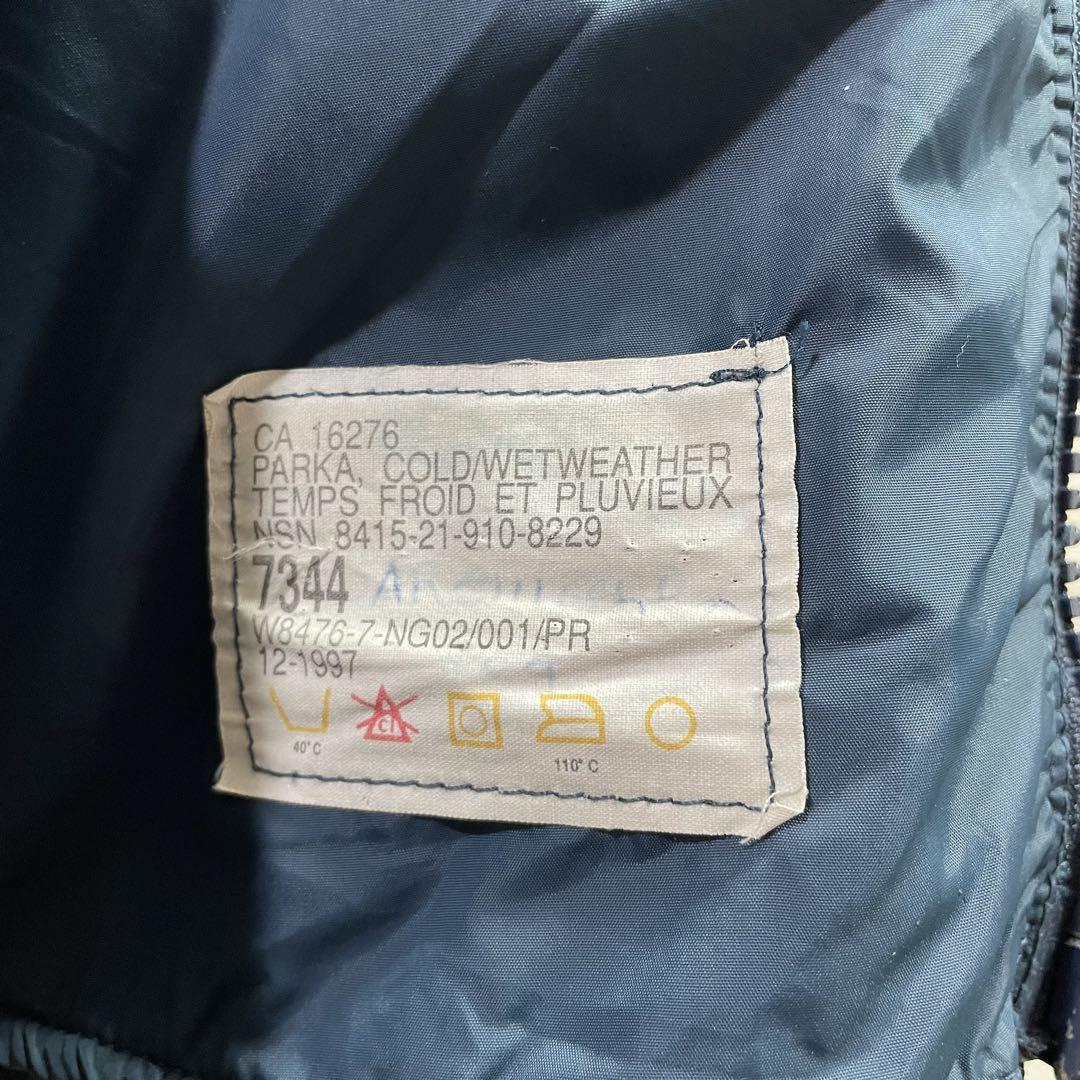 CA 16276
PARKA, COLD/WETWEATHER
TEMPS FROID ET PLUVIEUX
NSN 8415-21-910-8229
7344
W8476-7-NG02/001/PR
12-1997
Cl
40°C
110°C